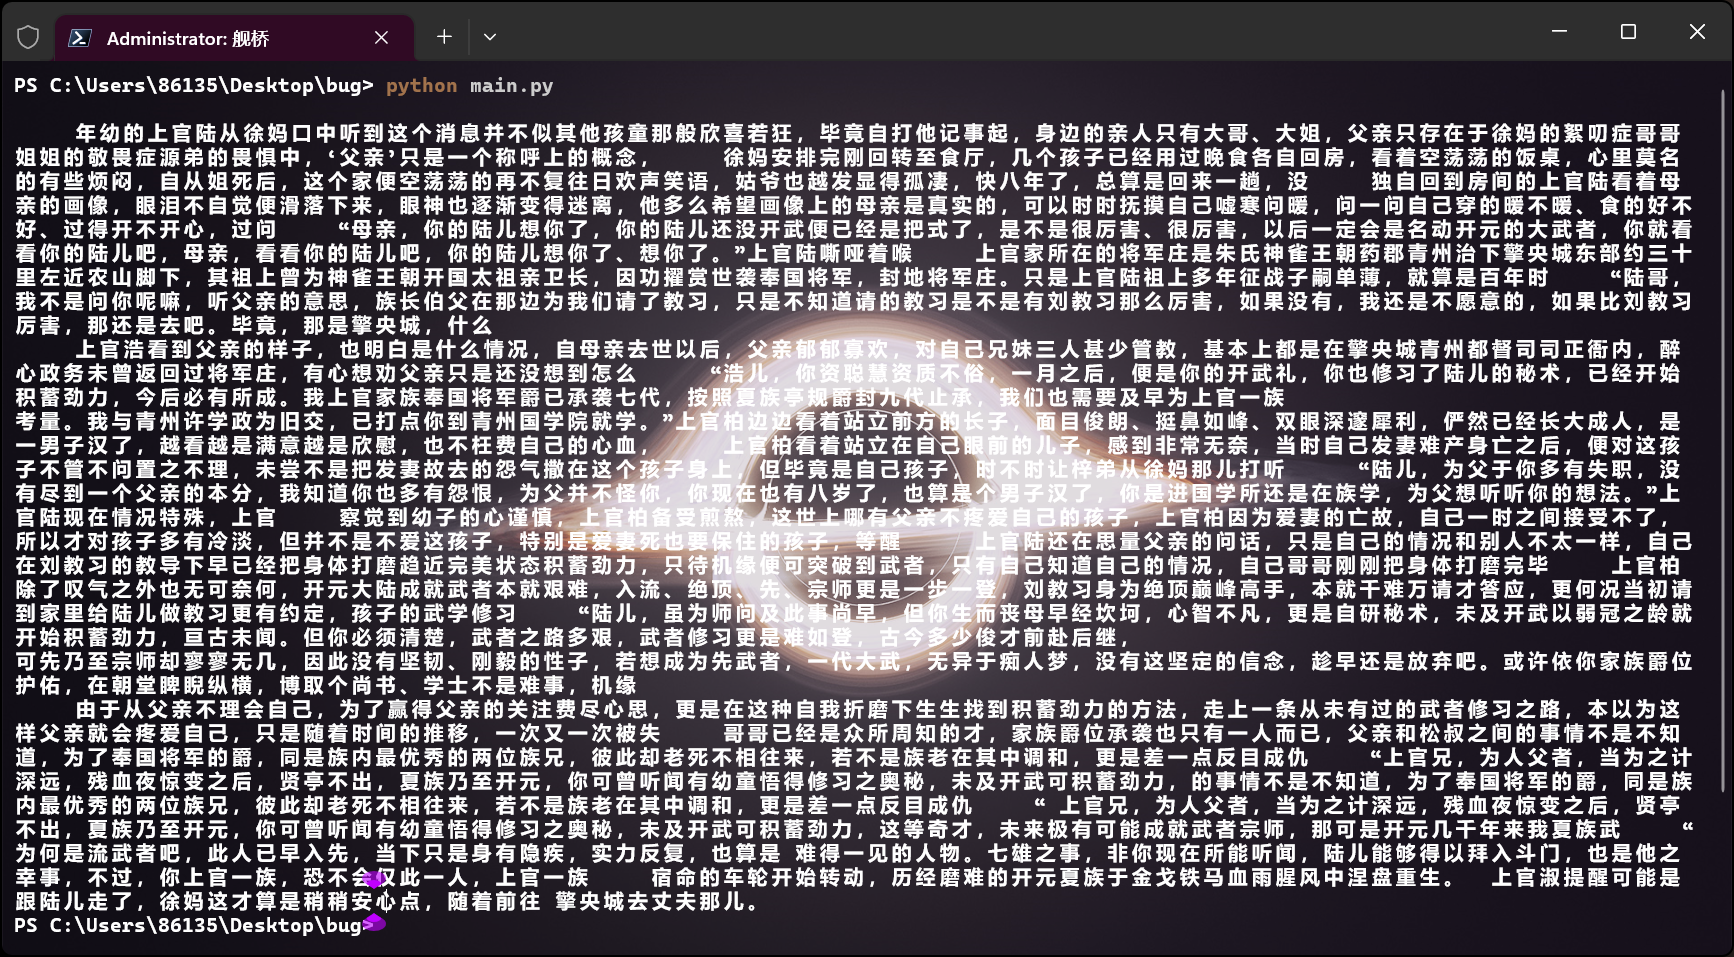 Administrator: 舰桥
PS C:\Users\86135\Desktop\bug> python main.py
年幼的上官陆从徐妈口中听到这个消息并不似其他孩童那般欣喜若狂，毕竟自打他记事起，身边的亲人只有大哥、大姐，父亲只存在于徐妈的絮叨症哥哥
姐姐的敬畏症源弟的畏惧中，‘父亲’只是一个称呼上的概念，　　徐妈安排完刚回转至食厅，几个孩子已经用过晚食各自回房，看着空荡荡的饭桌，心里莫名
的有些烦闷，自从姐死后，这个家便空荡荡的再不复往日欢声笑语，姑爷也越发显得孤凄，快八年了，总算是回来一趟，没　　独自回到房间的上官陆看着母
亲的画像，眼泪不自觉便滑落下来，眼神也逐渐变得迷离，他多么希望画像上的母亲是真实的，可以时时抚摸自己嘘寒问暖，问一问自己穿的暖不暖、食的好不
好、过得开不开心，过问　　“母亲，你的陆儿想你了，你的陆儿还没开武便已经是把式了，是不是很厉害、很厉害，以后一定会是名动开元的大武者，你就看
看你的陆儿吧，母亲，看看你的陆儿吧，你的陆儿想你了、想你了。”上官陆嘶哑着喉　　上官家所在的将军庄是朱氏神雀王朝药郡青州治下擎央城东部约三十
里左近农山脚下，其祖上曾为神雀王朝开国太祖亲卫长，因功擢赏世袭奉国将军，封地将军庄。只是上官陆祖上多年征战子嗣单薄，就算是百年时　　“陆哥，
我不是问你呢嘛，听父亲的意思，族长伯父在那边为我们请了教习，只是不知道请的教习是不是有刘教习那么厉害，如果没有，我还是不愿意的，如果比刘教习
厉害，那还是去吧。毕竟，那是擎央城，什么
上官浩看到父亲的样子，也明白是什么情况，自母亲去世以后，父亲郁郁寡欢，对自己兄妹三人甚少管教，基本上都是在擎央城青州都督司司正衙内，醉
心政务未曾返回过将军庄，有心想劝父亲只是还没想到怎么　　“浩儿，你资聪慧资质不俗，一月之后，便是你的开武礼，你也修习了陆儿的秘术，已经开始
积蓄劲力，今后必有所成。我上官家族奉国将军爵已承袭七代，按照夏族亭规爵封九代止承，我们也需要及早为上官一族
考量。我与青州许学政为旧交，已打点你到青州国学院就学。”上官柏边边看着站立前方的长子，面目俊朗、挺鼻如峰、双眼深邃犀利，俨然已经长大成人，是
一男子汉了，越看越是满意越是欣慰，也不枉费自己的心血，　　上官柏看着站立在自己眼前的儿子，感到非常无奈，当时自己发妻难产身亡之后，便对这孩
子不管不问置之不理，未尝不是把发妻故去的怨气撒在这个孩子身上，但毕竟是自己孩子，时不时让梓弟从徐妈那儿打听　　“陆儿，为父于你多有失职，没
有尽到一个父亲的本分，我知道你也多有怨恨，为父并不怪你，你现在也有八岁了，也算是个男子汉了，你是进国学所还是在族学，为父想听听你的想法。”上
官陆现在情况特殊，上官　　察觉到幼子的心谨慎，上官柏备受煎熬，这世上哪有父亲不疼爱自己的孩子，上官柏因为爱妻的亡故，自己一时之间接受不了，
所以才对孩子多有冷淡，但并不是不爱这孩子，特别是爱妻死也要保住的孩子，等醒　　上官陆还在思量父亲的问话，只是自己的情况和别人不太一样，自己
在刘教习的教导下早已经把身体打磨趋近完美状态积蓄劲力，只待机缘便可突破到武者，只有自己知道自己的情况，自己哥哥刚刚把身体打磨完毕　　上官柏
除了叹气之外也无可奈何，开元大陆成就武者本就艰难，入流、绝顶、先、宗师更是一步一登，刘教习身为绝顶巅峰高手，本就千难万请才答应，更何况当初请
到家里给陆儿做教习更有约定，孩子的武学修习　　“陆儿，虽为师问及此事尚早，但你生而丧母早经坎坷，心智不凡，更是自研秘术，未及开武以弱冠之龄就
开始积蓄劲力，亘古未闻。但你必须清楚，武者之路多艰，武者修习更是难如登，古今多少俊才前赴后继，
可先乃至宗师却寥寥无几，因此没有坚韧、刚毅的性子，若想成为先武者，一代大武，无异于痴人梦，没有这坚定的信念，趁早还是放弃吧。或许依你家族爵位
护佑，在朝堂睥睨纵横，博取个尚书、学士不是难事，机缘
由于从父亲不理会自己，为了赢得父亲的关注费尽心思，更是在这种自我折磨下生生找到积蓄劲力的方法，走上一条从未有过的武者修习之路，本以为这
样父亲就会疼爱自己，只是随着时间的推移，一次又一次被失　　哥哥已经是众所周知的才，家族爵位承袭也只有一人而已，父亲和松叔之间的事情不是不知
道，为了奉国将军的爵，同是族内最优秀的两位族兄，彼此却老死不相往来，若不是族老在其中调和，更是差一点反目成仇　　“上官兄，为人父者，当为之计
深远，残血夜惊变之后，贤亭不出，夏族乃至开元，你可曾听闻有幼童悟得修习之奥秘，未及开武可积蓄劲力，的事情不是不知道，为了奉国将军的爵，同是族
内最优秀的两位族兄，彼此却老死不相往来，若不是族老在其中调和，更是差一点反目成仇　　“ 上官兄，为人父者，当为之计深远，残血夜惊变之后，贤亭
不出，夏族乃至开元，你可曾听闻有幼童悟得修习之奥秘，未及开武可积蓄劲力，这等奇才，未来极有可能成就武者宗师，那可是开元几千年来我夏族武　　“
为何是流武者吧，此人已早入先，当下只是身有隐疾，实力反复，也算是 难得一见的人物。七雄之事，非你现在所能听闻，陆儿能够得以拜入斗门，也是他之
幸事，不过，你上官一族，恐不会仅此一人，上官一族　　宿命的车轮开始转动，历经磨难的开元夏族于金戈铁马血雨腥风中涅盘重生。　上官淑提醒可能是
跟陆儿走了，徐妈这才算是稍稍安心点，随着前往 擎央城去丈夫那儿。
PS C:\Users\86135\Desktop\bug>